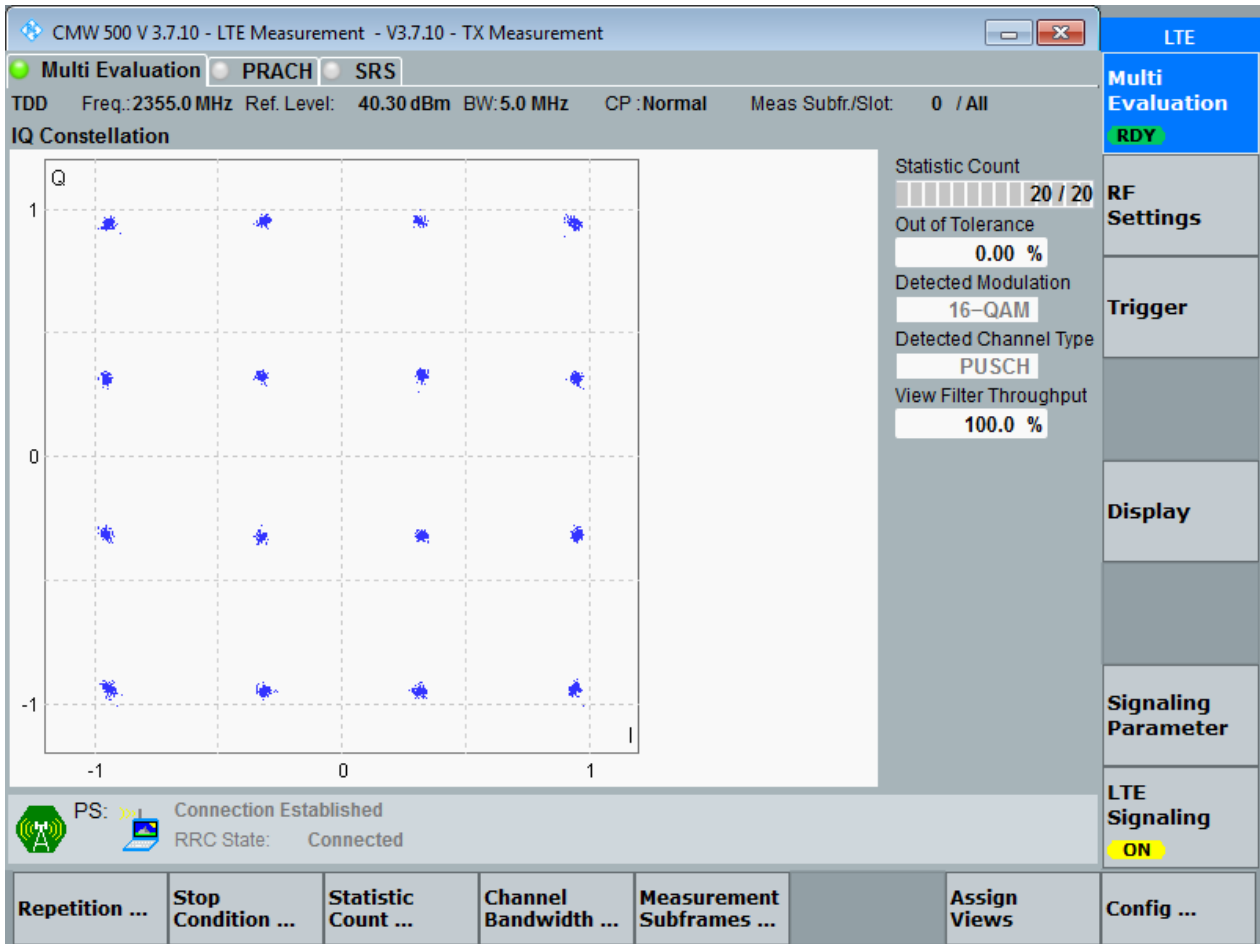 CMW 500 V 3.7.10 - LTE Measurement - V3.7.10 - TX Measurement
LTE
Multi Evaluation PRACH SRS
Multi
Evaluation
RDY
TDD Freq.: 2355.0 MHz Ref. Level: 40.30 dBm BW: 5.0 MHz CP : Normal Meas Subfr./Slot: 0 / All
IQ Constellation
Q
1
0
-1
I
-1 0 1
Statistic Count
20 / 20
Out of Tolerance
0.00 %
Detected Modulation
16-QAM
Detected Channel Type
PUSCH
View Filter Throughput
100.0 %
RF
Settings
Trigger
Display
Signaling
Parameter
LTE
Signaling
ON
PS: Connection Established
RRC State: Connected
Repetition ...
Stop
Condition ...
Statistic
Count ...
Channel
Bandwidth ...
Measurement
Subframes ...
Assign
Views
Config ...